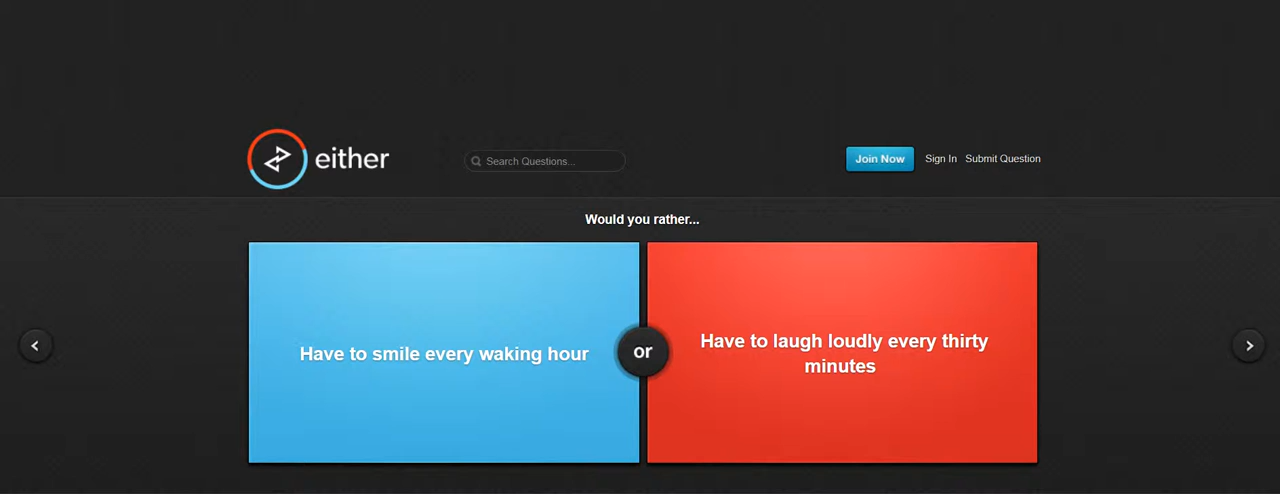 either
Search Questions...
Join Now
Sign In
Submit Question
Would you rather...
Have to smile every waking hour
or
Have to laugh loudly every thirty
minutes